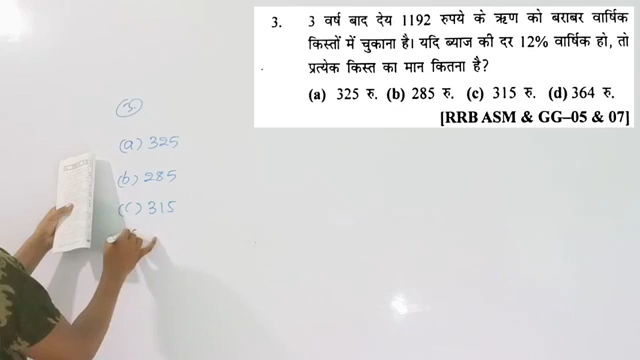 3. 3 वर्ष बाद देय 1192 रुपये के ऋण को बराबर वार्षिक
किस्तों में चुकाना है। यदि ब्याज की दर 12% वार्षिक हो, तो
प्रत्येक किस्त का मान कितना है?
(a) 325 रु. (b) 285 रु. (c) 315 रु. (d) 364 रु.
[RRB ASM & GG–05 & 07]
3.
(a) 325
(b) 285
(c) 315